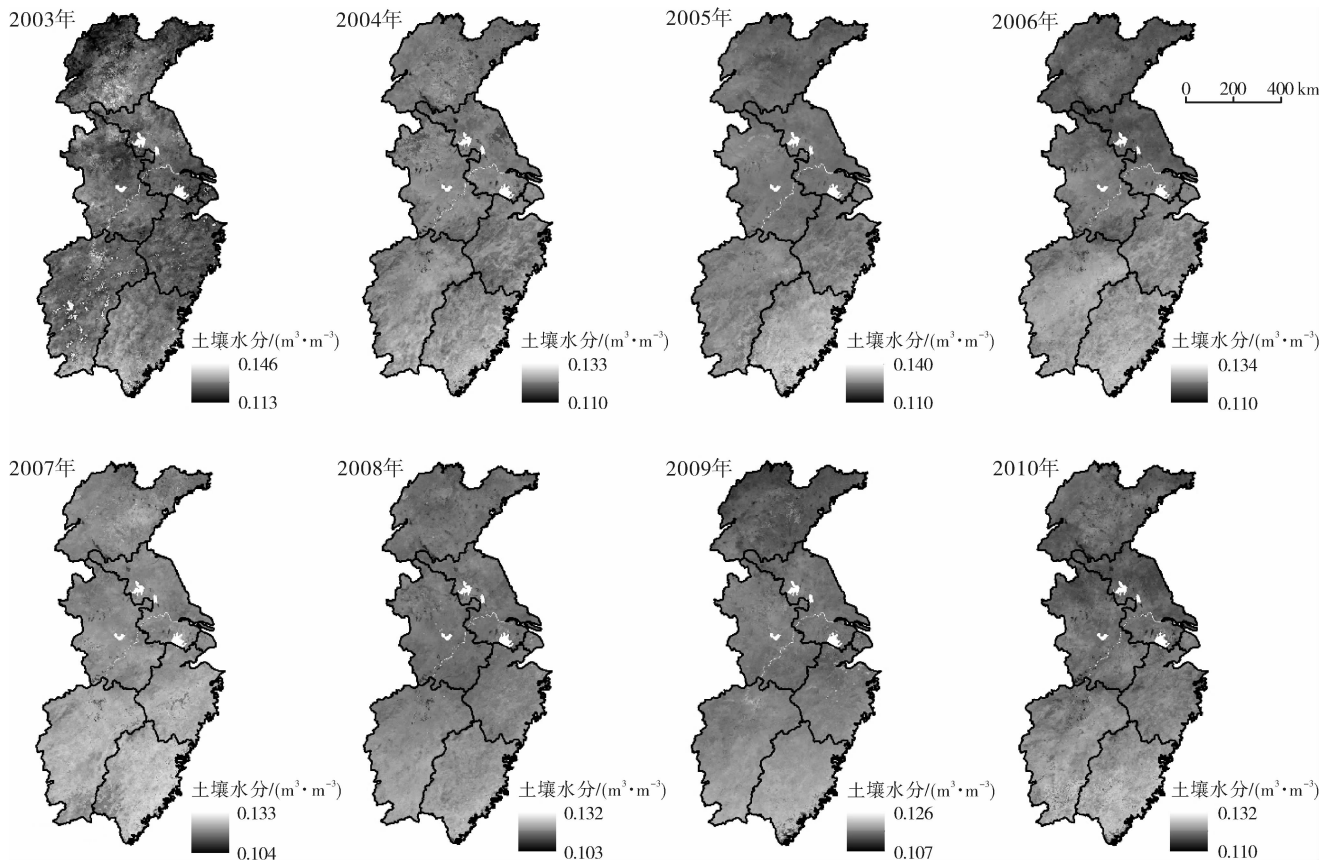 2003年
2004年
2005年
2006年
0 200 400 km
土壤水分/(m³·m⁻³)
0.146
0.113
土壤水分/(m³·m⁻³)
0.133
0.110
土壤水分/(m³·m⁻³)
0.140
0.110
土壤水分/(m³·m⁻³)
0.134
0.110
2007年
2008年
2009年
2010年
土壤水分/(m³·m⁻³)
0.133
0.104
土壤水分/(m³·m⁻³)
0.132
0.103
土壤水分/(m³·m⁻³)
0.126
0.107
土壤水分/(m³·m⁻³)
0.132
0.110